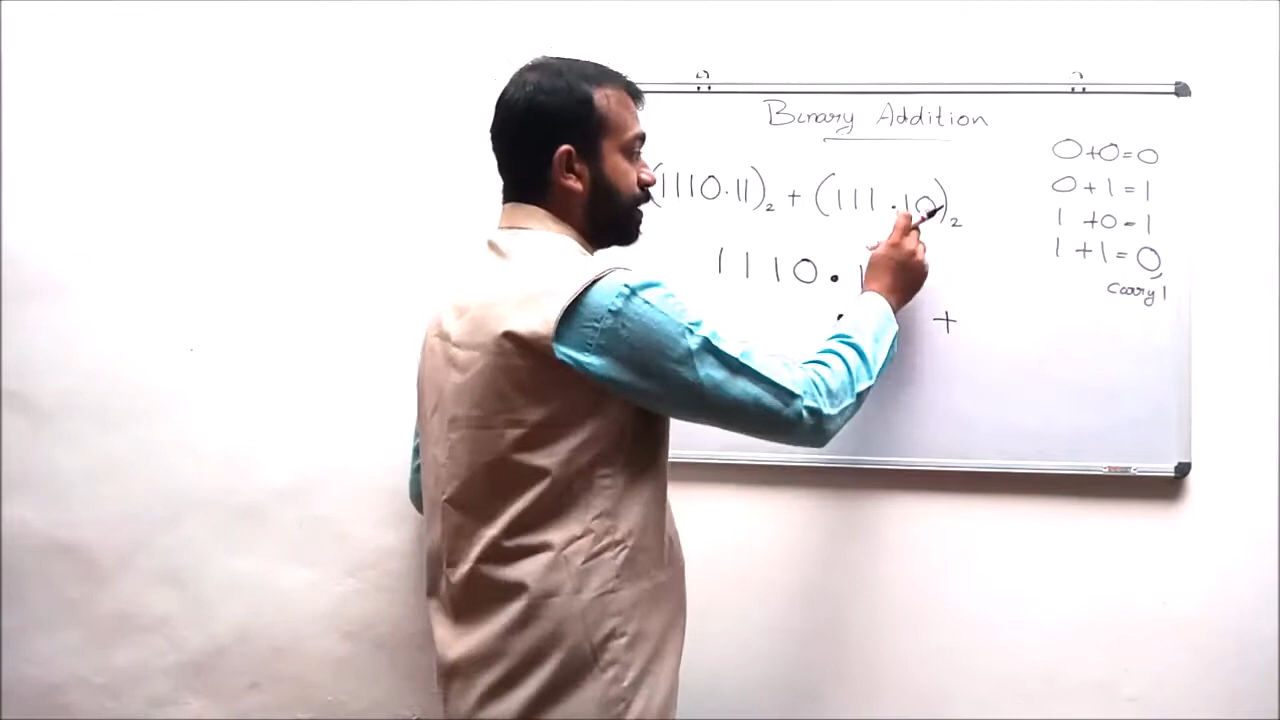 Binary Addition
(1110.11)₂ + (111.10)₂
1110.1
. +
0+0=0
0+1=1
1+0=1
1+1=0
Carry 1